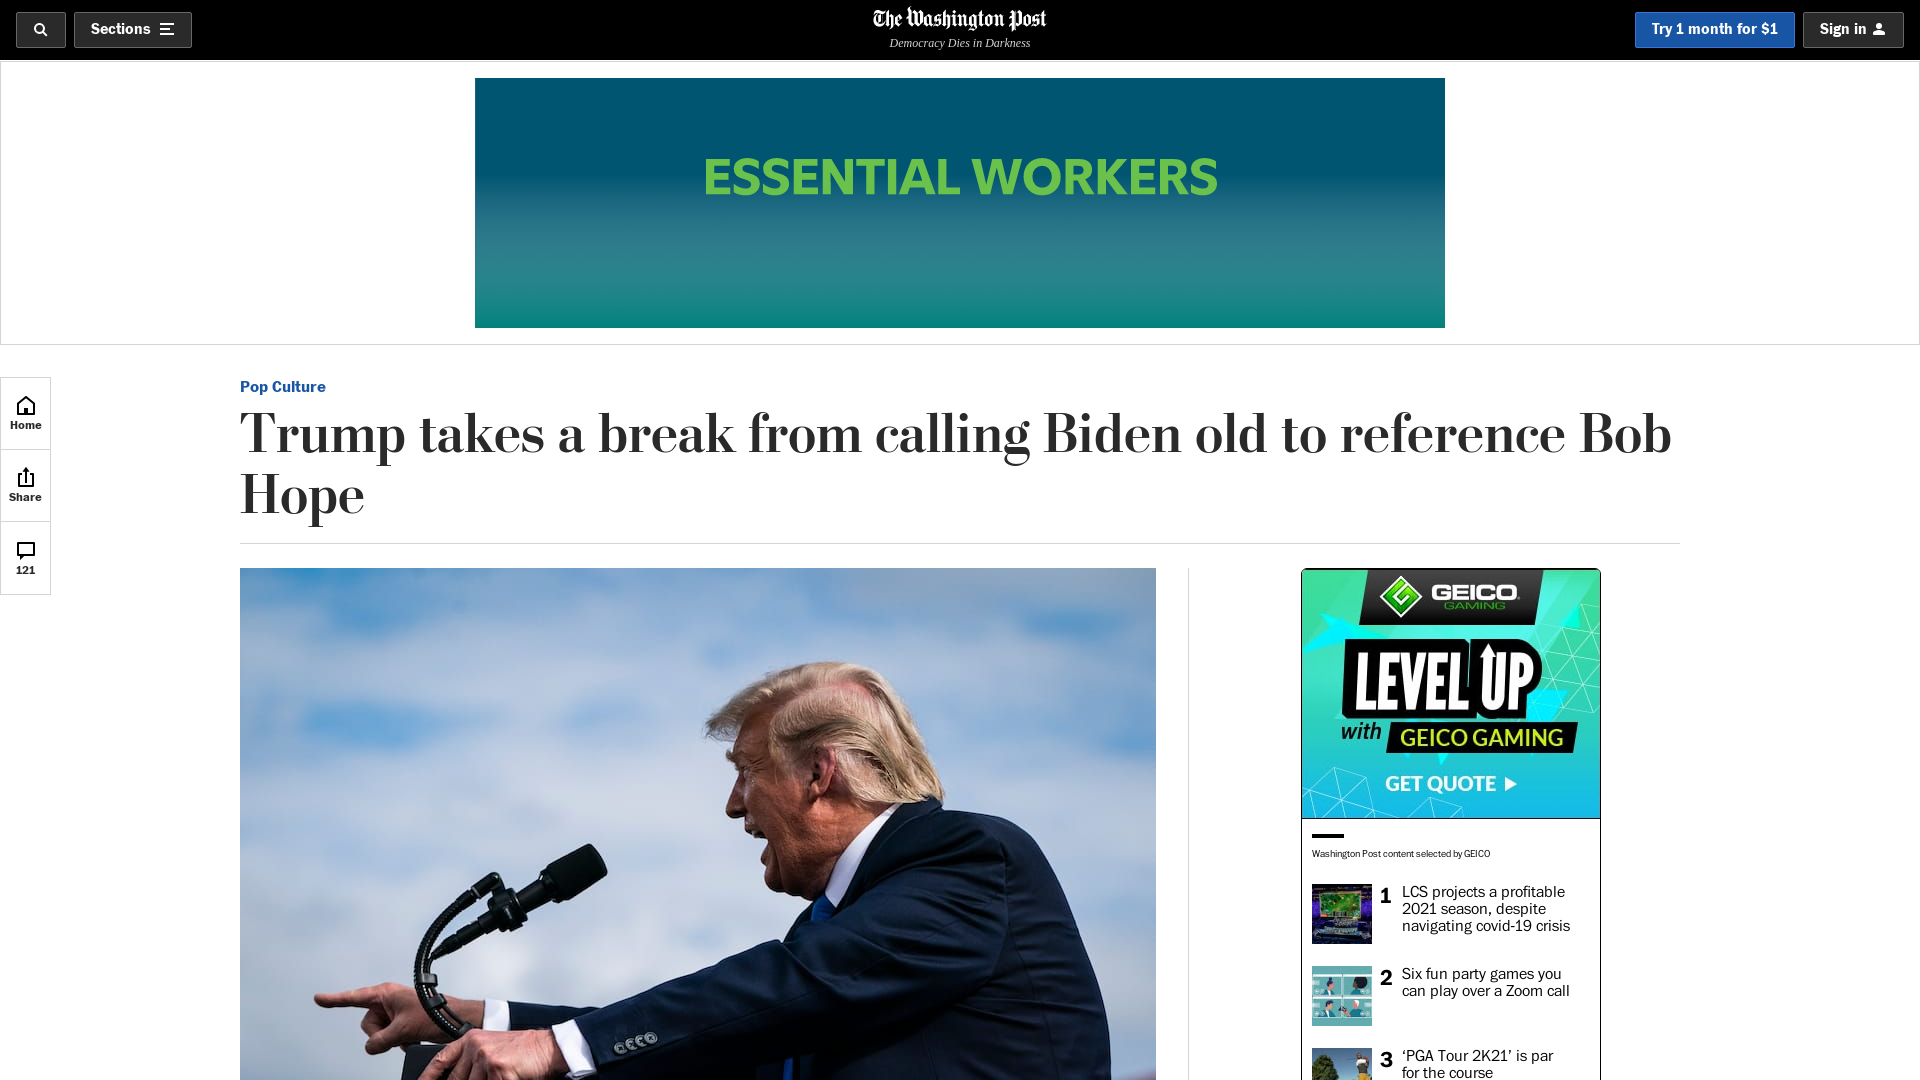 Sections
The Washington Post
Democracy Dies in Darkness
Try 1 month for $1
Sign in
ESSENTIAL WORKERS
Home
Share
121
Pop Culture
Trump takes a break from calling Biden old to reference Bob
Hope
GEICO
GAMING
LEVEL UP
with GEICO GAMING
GET QUOTE
Washington Post content selected by GEICO
1 LCS projects a profitable
2021 season, despite
navigating covid-19 crisis
2 Six fun party games you
can play over a Zoom call
3 ‘PGA Tour 2K21’ is par
for the course